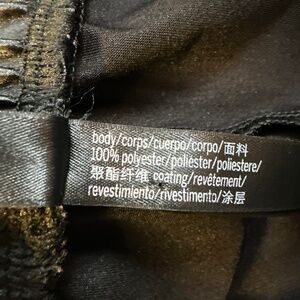 body/corps/cuerpo/corpo/面料
100% polyester/poliéster/poliestere/
聚酯纤维 coating/revêtement/
revestimiento/rivestimento/涂层